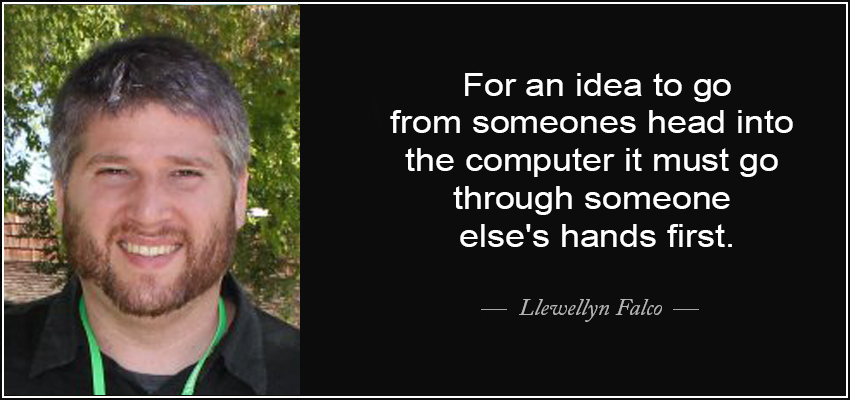 For an idea to go
from someones head into
the computer it must go
through someone
else's hands first.
— Llewellyn Falco —